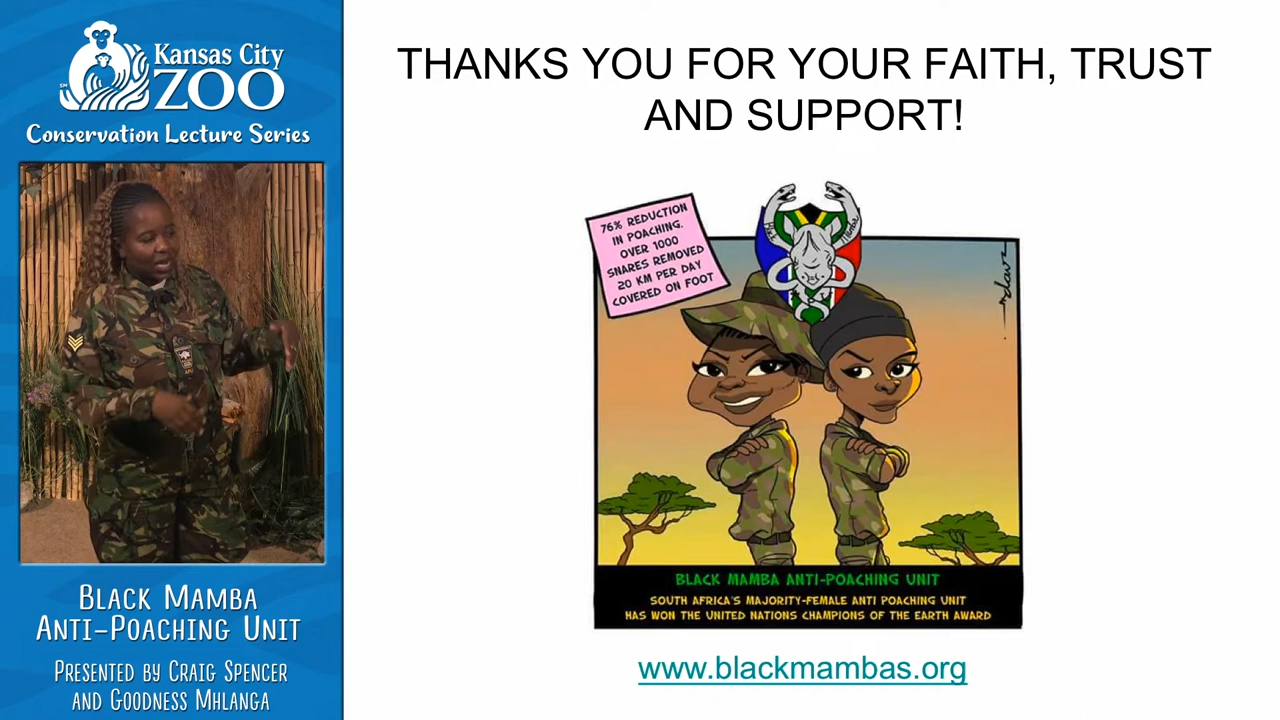 Kansas City
ZOO
SM
Conservation Lecture Series
BLACK MAMBA
ANTI-POACHING UNIT
PRESENTED BY CRAIG SPENCER
AND GOODNESS MHLANGA
THANKS YOU FOR YOUR FAITH, TRUST
AND SUPPORT!
76% REDUCTION
IN POACHING.
OVER 1000
SNARES REMOVED
20 KM PER DAY
COVERED ON FOOT
BLACK MAMBA ANTI-POACHING UNIT
SOUTH AFRICA'S MAJORITY-FEMALE ANTI POACHING UNIT
HAS WON THE UNITED NATIONS CHAMPIONS OF THE EARTH AWARD
www.blackmambas.org